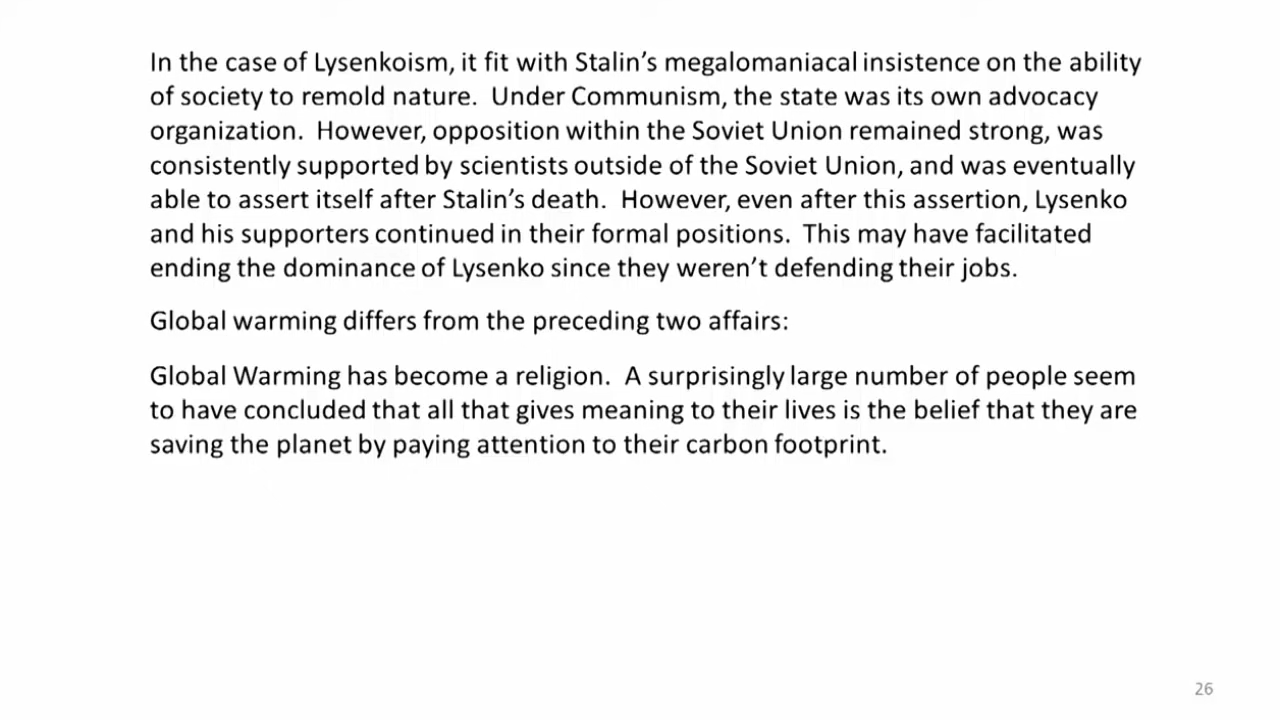 In the case of Lysenkoism, it fit with Stalin’s megalomaniacal insistence on the ability
of society to remold nature.  Under Communism, the state was its own advocacy
organization.  However, opposition within the Soviet Union remained strong, was
consistently supported by scientists outside of the Soviet Union, and was eventually
able to assert itself after Stalin’s death.  However, even after this assertion, Lysenko
and his supporters continued in their formal positions.  This may have facilitated
ending the dominance of Lysenko since they weren’t defending their jobs.
Global warming differs from the preceding two affairs:
Global Warming has become a religion.  A surprisingly large number of people seem
to have concluded that all that gives meaning to their lives is the belief that they are
saving the planet by paying attention to their carbon footprint.
26